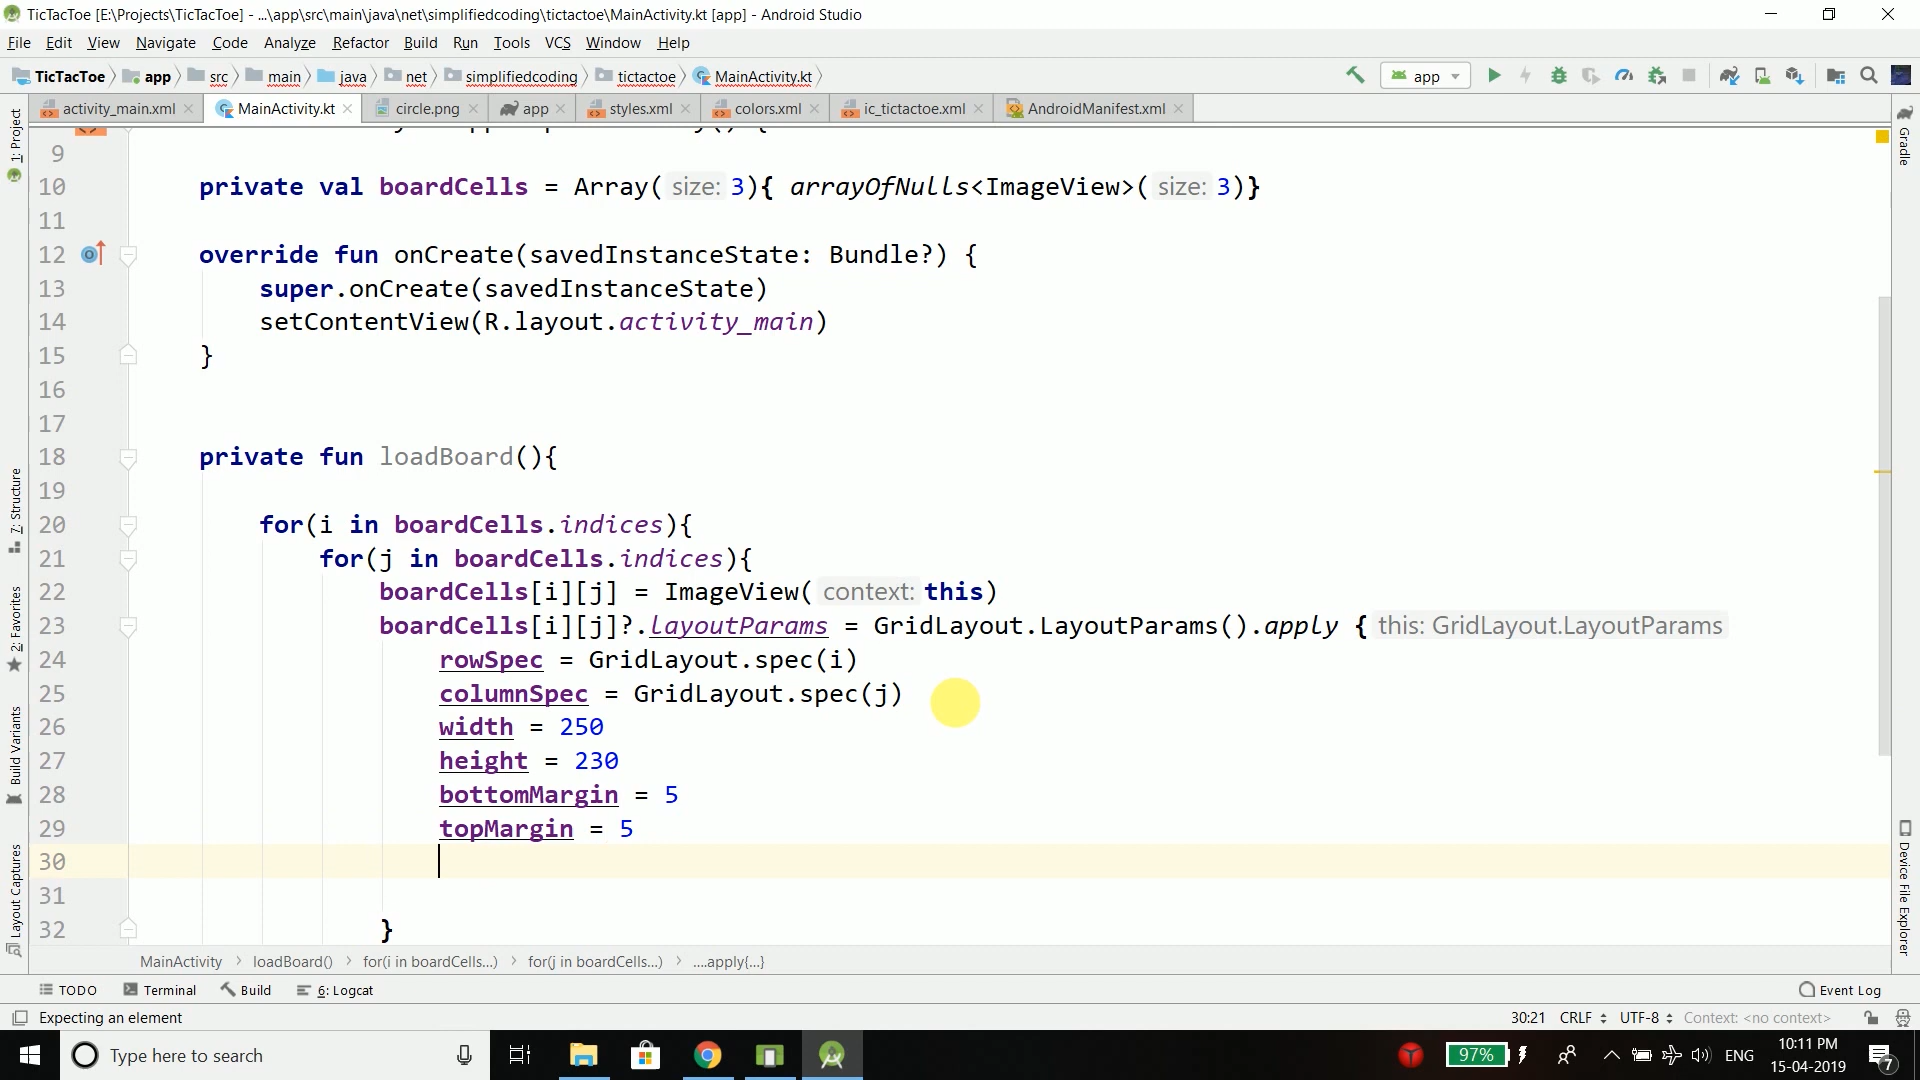 TicTacToe [E:\Projects\TicTacToe] - ...\app\src\main\java\net\simplifiedcoding\tictactoe\MainActivity.kt [app] - Android Studio
File Edit View Navigate Code Analyze Refactor Build Run Tools VCS Window Help
TicTacToe app src main java net simplifiedcoding tictactoe MainActivity.kt app
activity_main.xml MainActivity.kt circle.png app styles.xml colors.xml ic_tictactoe.xml AndroidManifest.xml
1: Project
7: Structure
2: Favorites
Build Variants
Layout Captures
9
10 private val boardCells = Array( size: 3){ arrayOfNulls<ImageView>( size: 3)}
11
12 override fun onCreate(savedInstanceState: Bundle?) {
13 super.onCreate(savedInstanceState)
14 setContentView(R.layout.activity_main)
15 }
16
17
18 private fun loadBoard(){
19
20 for(i in boardCells.indices){
21 for(j in boardCells.indices){
22 boardCells[i][j] = ImageView( context: this)
23 boardCells[i][j]?.layoutParams = GridLayout.LayoutParams().apply { this: GridLayout.LayoutParams
24 rowSpec = GridLayout.spec(i)
25 columnSpec = GridLayout.spec(j)
26 width = 250
27 height = 230
28 bottomMargin = 5
29 topMargin = 5
30
31
32 }
Gradle
Device File Explorer
MainActivity loadBoard() for(i in boardCells...) for(j in boardCells...) ....apply{...}
TODO Terminal Build 6: Logcat Event Log
Expecting an element 30:21 CRLF UTF-8 Context: <no context>
Type here to search 97% ENG 10:11 PM
15-04-2019 7